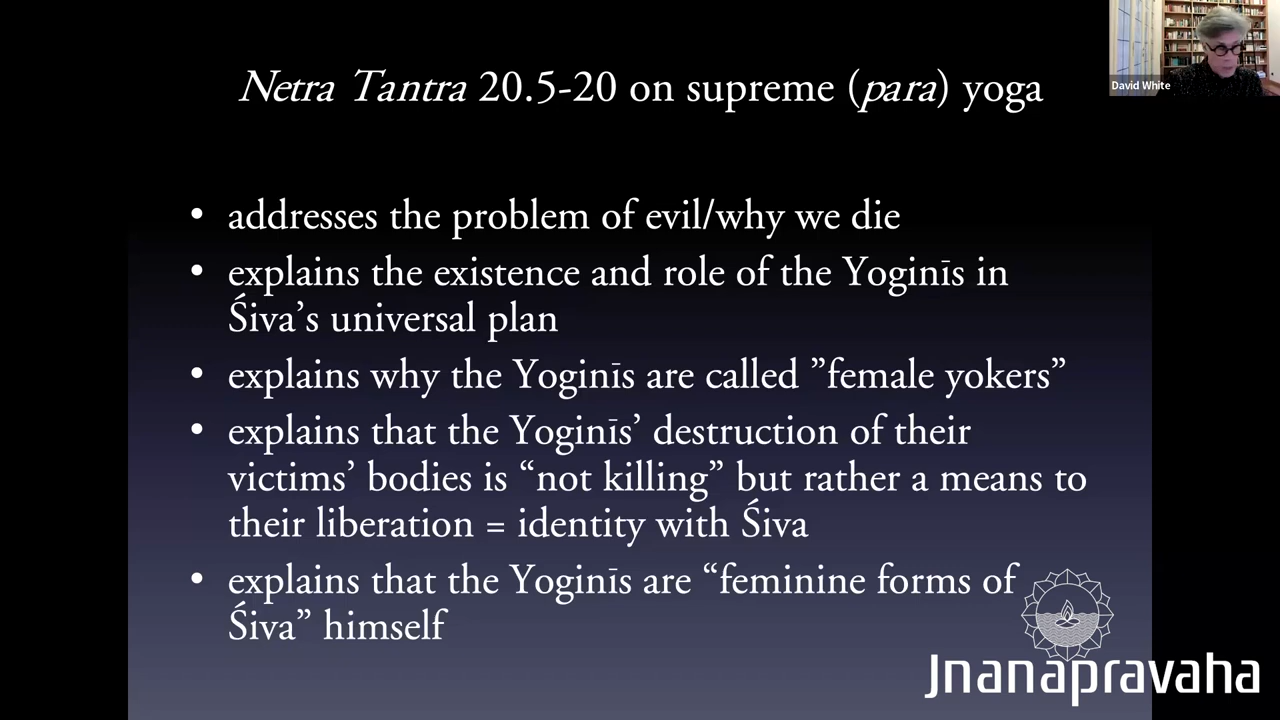 David White
Netra Tantra 20.5-20 on supreme (para) yoga
• addresses the problem of evil/why we die
• explains the existence and role of the Yoginīs in
Śiva’s universal plan
• explains why the Yoginīs are called ”female yokers”
• explains that the Yoginīs’ destruction of their
victims’ bodies is “not killing” but rather a means to
their liberation = identity with Śiva
• explains that the Yoginīs are “feminine forms of
Śiva” himself
Jnanapravaha